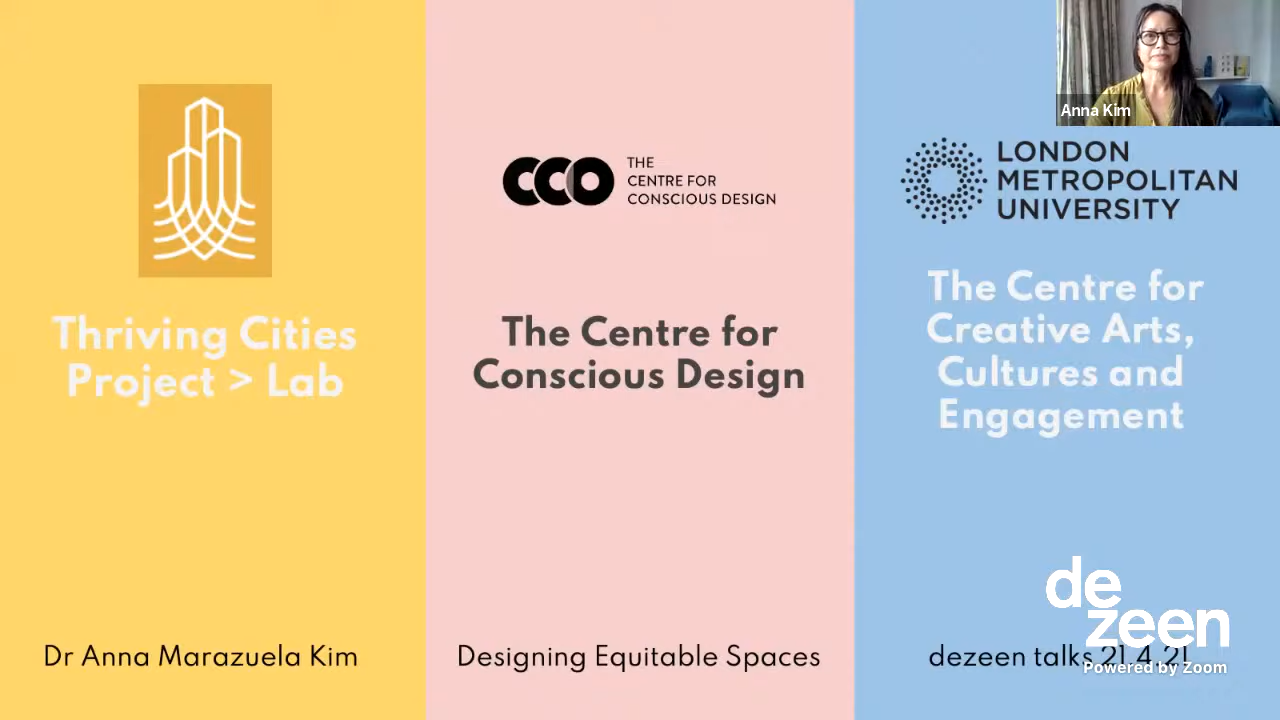 Thriving Cities
Project > Lab
Dr Anna Marazuela Kim
CCD
THE
CENTRE FOR
CONSCIOUS DESIGN
The Centre for
Conscious Design
Designing Equitable Spaces
Anna Kim
LONDON
METROPOLITAN
UNIVERSITY
The Centre for
Creative Arts,
Cultures and
Engagement
de
zeen
dezeen talks 21.4.21
Powered by Zoom